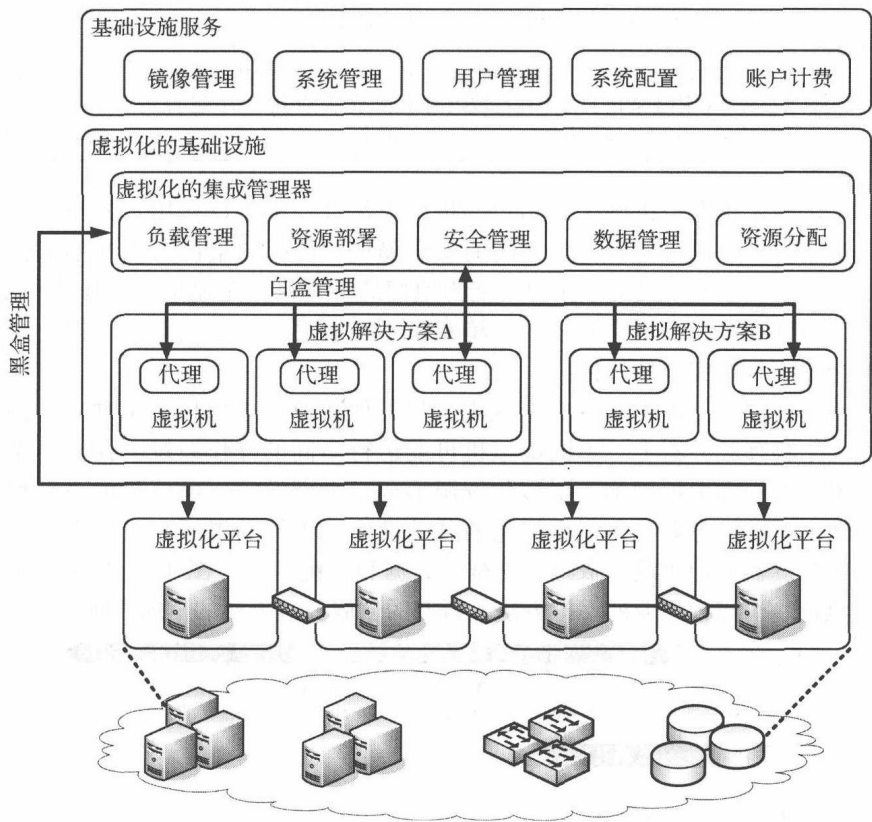 基础设施服务
镜像管理 系统管理 用户管理 系统配置 账户计费
虚拟化的基础设施
虚拟化的集成管理器
负载管理 资源部署 安全管理 数据管理 资源分配
白盒管理
黑盒管理
虚拟解决方案A 虚拟解决方案B
代理 代理 代理 代理 代理
虚拟机 虚拟机 虚拟机 虚拟机 虚拟机
虚拟化平台 虚拟化平台 虚拟化平台 虚拟化平台